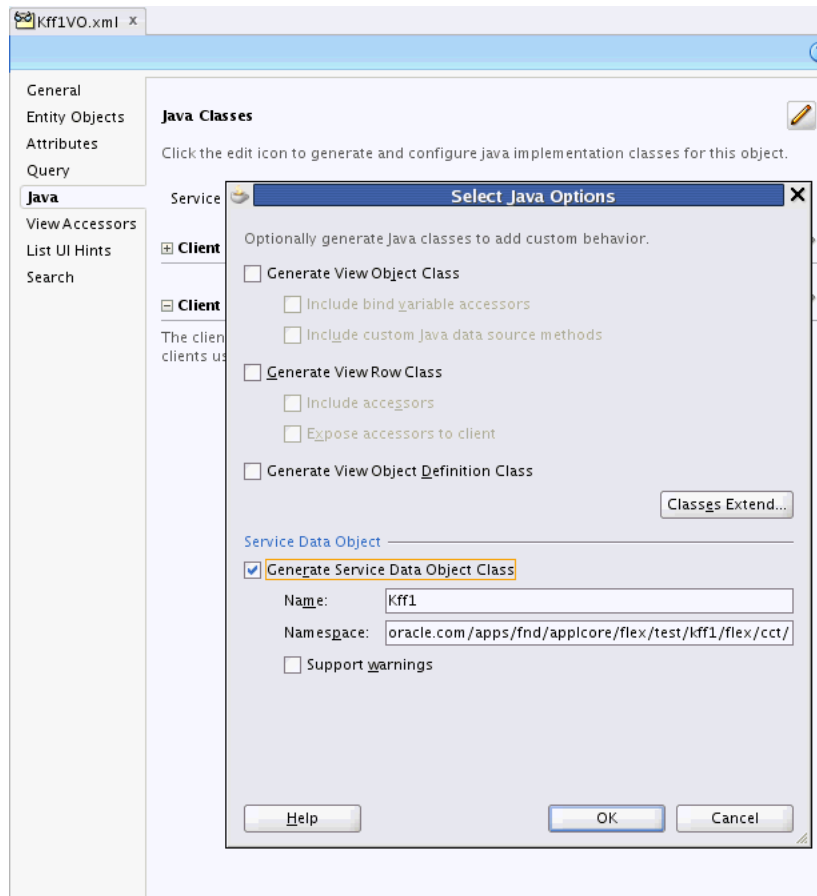 Kff1VO.xml x
General
Entity Objects
Attributes
Query
Java
View Accessors
List UI Hints
Search
Java Classes
Click the edit icon to generate and configure java implementation classes for this object.
Service
Client
Client
The clien
clients us
Select Java Options
Optionally generate Java classes to add custom behavior.
Generate View Object Class
Include bind variable accessors
Include custom Java data source methods
Generate View Row Class
Include accessors
Expose accessors to client
Generate View Object Definition Class
Classes Extend...
Service Data Object
Generate Service Data Object Class
Name: Kff1
Namespace: oracle.com/apps/fnd/applcore/flex/test/kff1/flex/cct/
Support warnings
Help OK Cancel